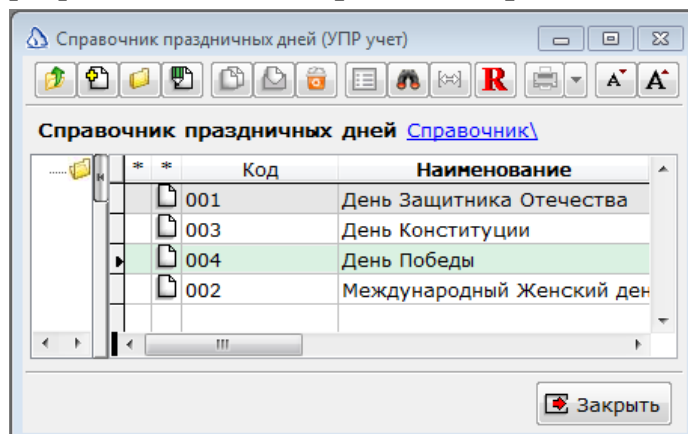 Справочник праздничных дней (УПР учет)
R A A
Справочник праздничных дней Справочник\
* * Код Наименование
001 День Защитника Отечества
003 День Конституции
004 День Победы
002 Международный Женский ден
Закрыть